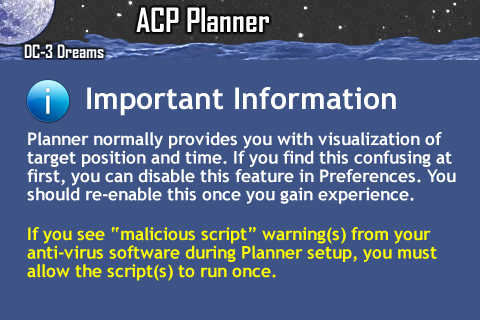 ACP Planner
DC-3 Dreams
i
Important Information
Planner normally provides you with visualization of
target position and time. If you find this confusing at
first, you can disable this feature in Preferences. You
should re-enable this once you gain experience.
If you see “malicious script” warning(s) from your
anti-virus software during Planner setup, you must
allow the script(s) to run once.